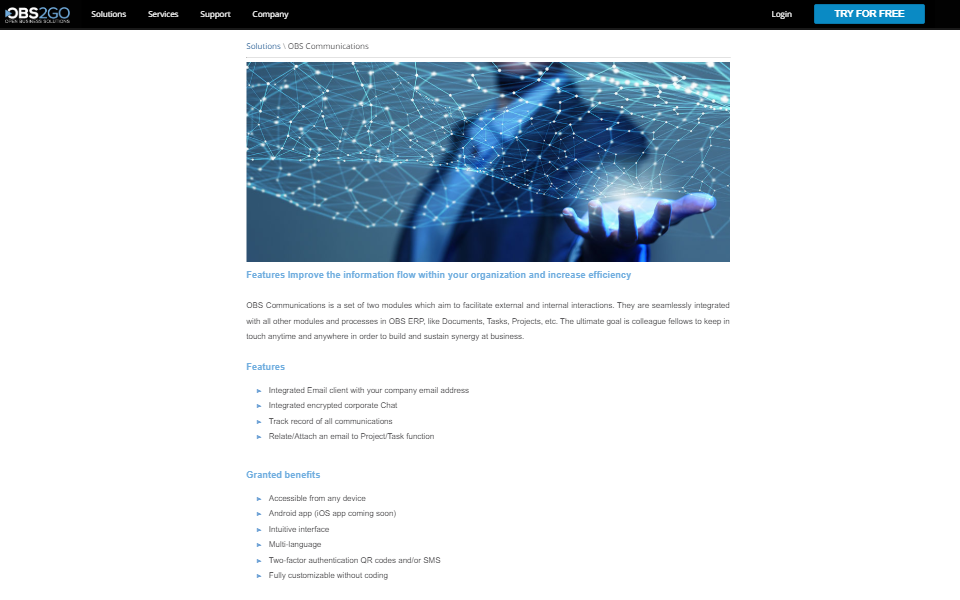 OBS2GO
OPEN BUSINESS SOLUTIONS
Solutions
Services
Support
Company
Login
TRY FOR FREE
Solutions \ OBS Communications
Features Improve the information flow within your organization and increase efficiency
OBS Communications is a set of two modules which aim to facilitate external and internal interactions. They are seamlessly integrated
with all other modules and processes in OBS ERP, like Documents, Tasks, Projects, etc. The ultimate goal is colleague fellows to keep in
touch anytime and anywhere in order to build and sustain synergy at business.
Features
Integrated Email client with your company email address
Integrated encrypted corporate Chat
Track record of all communications
Relate/Attach an email to Project/Task function
Granted benefits
Accessible from any device
Android app (iOS app coming soon)
Intuitive interface
Multi-language
Two-factor authentication QR codes and/or SMS
Fully customizable without coding